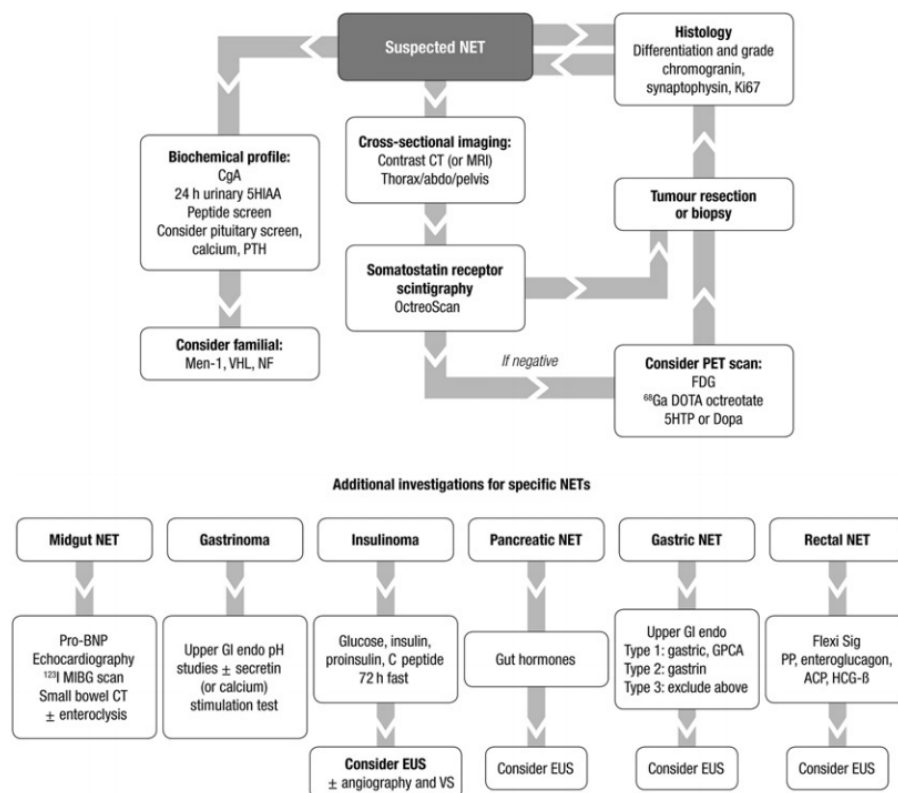 Suspected NET
Histology
Differentiation and grade
chromogranin,
synaptophysin, Ki67
Biochemical profile:
CgA
24 h urinary 5HIAA
Peptide screen
Consider pituitary screen,
calcium, PTH
Cross-sectional imaging:
Contrast CT (or MRI)
Thorax/abdo/pelvis
Tumour resection
or biopsy
Somatostatin receptor
scintigraphy
OctreoScan
Consider familial:
Men-1, VHL, NF
If negative
Consider PET scan:
FDG
⁶⁸Ga DOTA octreotate
5HTP or Dopa
Additional investigations for specific NETs
Midgut NET
Pro-BNP
Echocardiography
¹²³I MIBG scan
Small bowel CT
± enteroclysis
Gastrinoma
Upper GI endo pH
studies ± secretin
(or calcium)
stimulation test
Insulinoma
Glucose, insulin,
proinsulin, C peptide
72 h fast
Consider EUS
± angiography and VS
Pancreatic NET
Gut hormones
Consider EUS
Gastric NET
Upper GI endo
Type 1: gastric, GPCA
Type 2: gastrin
Type 3: exclude above
Consider EUS
Rectal NET
Flexi Sig
PP, enteroglucagon,
ACP, HCG-ß
Consider EUS